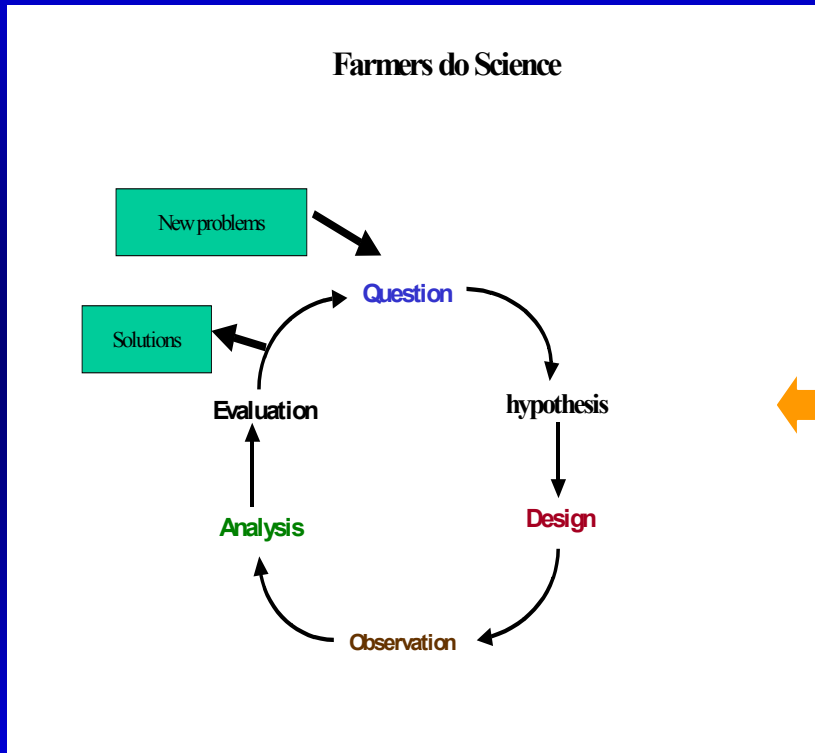 Farmers do Science
New problems
Question
Solutions
Evaluation
hypothesis
Analysis
Design
Observation